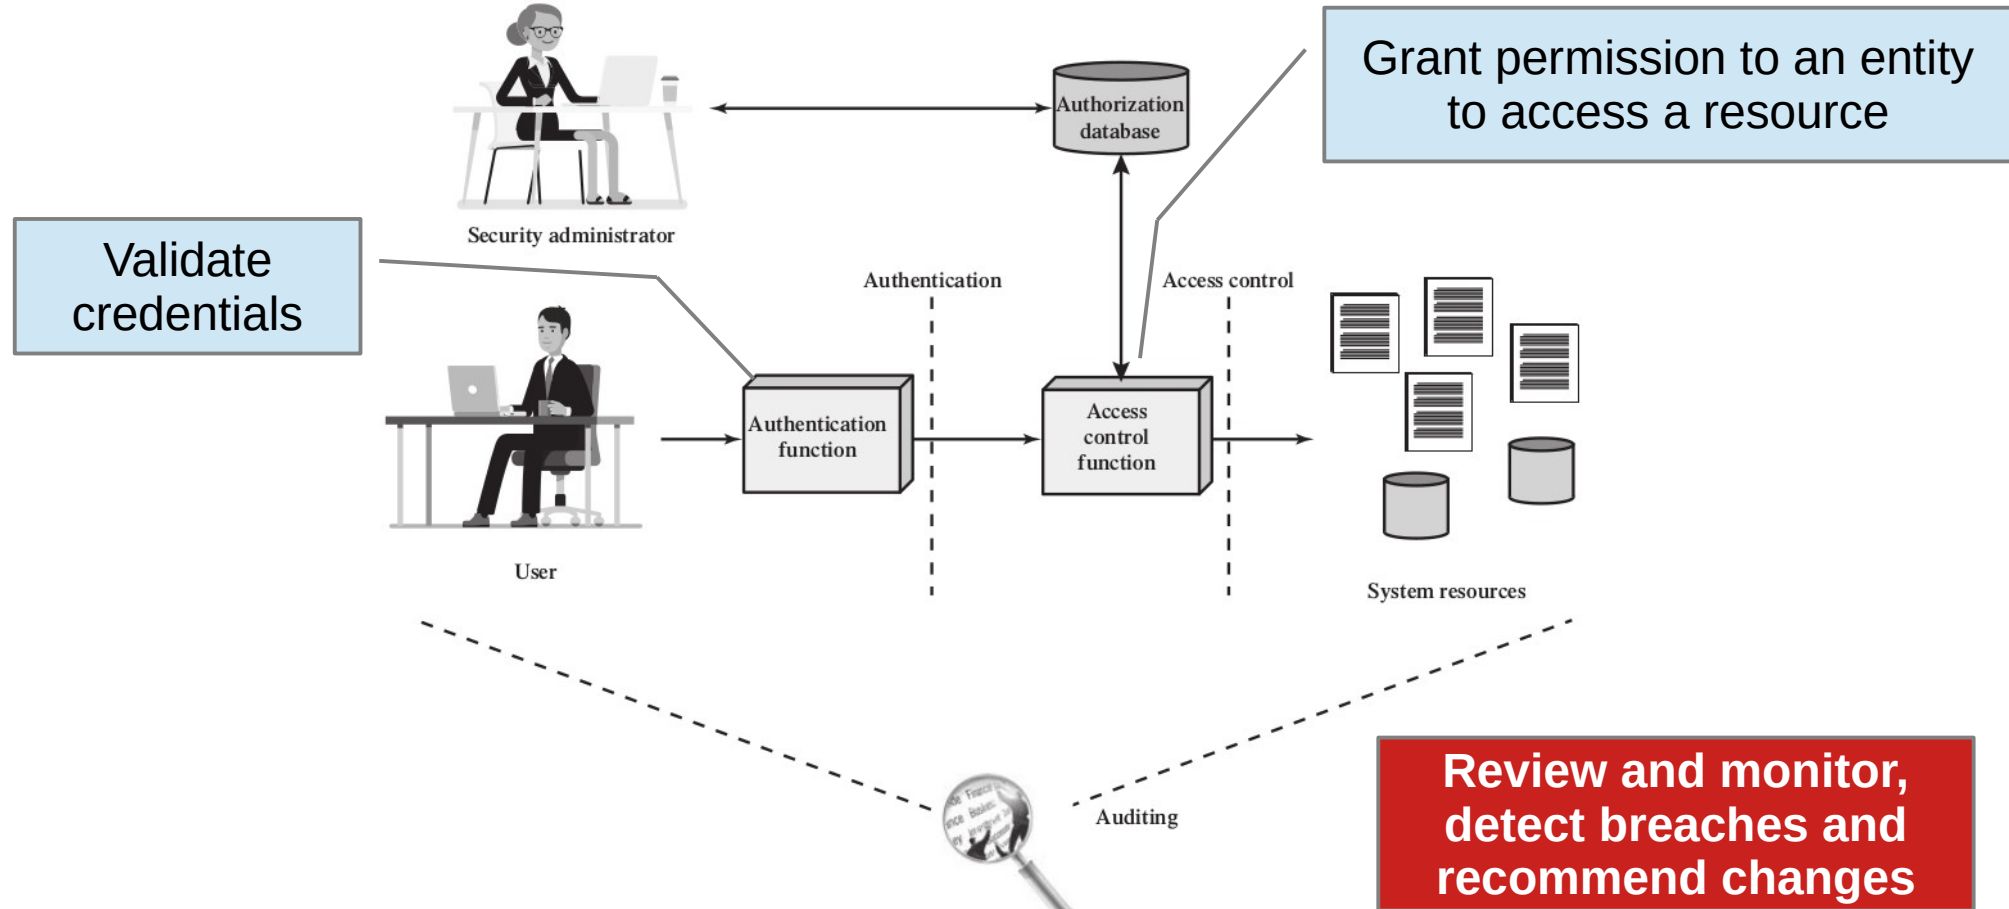 Grant permission to an entity
to access a resource
Authorization
database
Security administrator
Validate
credentials
Authentication
Access control
Authentication
function
Access
control
function
User
System resources
Auditing
Review and monitor,
detect breaches and
recommend changes